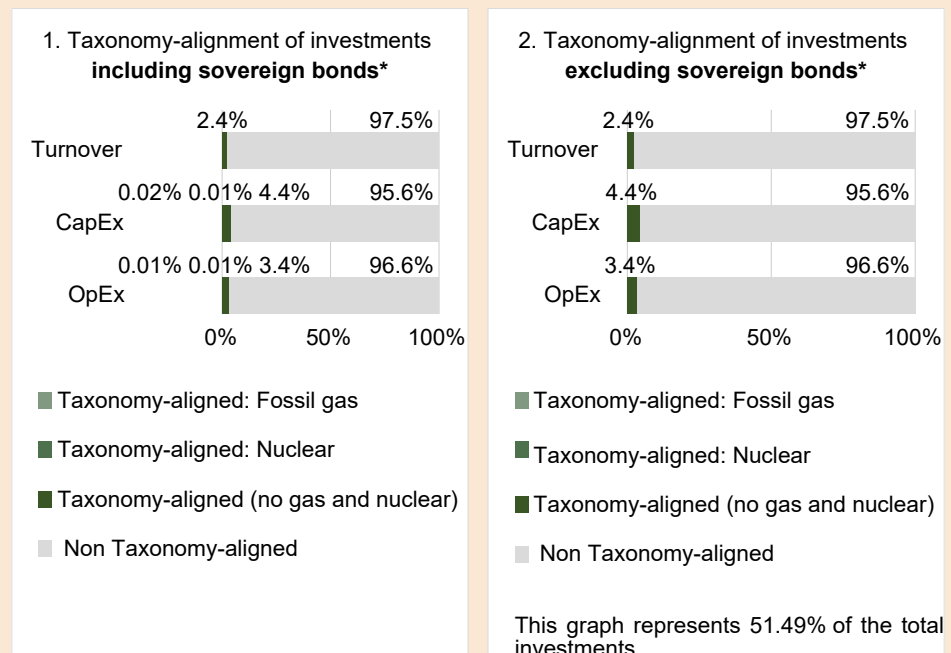 1. Taxonomy-alignment of investments
including sovereign bonds*
2.4% 97.5%
Turnover
0.02% 0.01% 4.4% 95.6%
CapEx
0.01% 0.01% 3.4% 96.6%
OpEx
0% 50% 100%
Taxonomy-aligned: Fossil gas
Taxonomy-aligned: Nuclear
Taxonomy-aligned (no gas and nuclear)
Non Taxonomy-aligned
2. Taxonomy-alignment of investments
excluding sovereign bonds*
2.4% 97.5%
Turnover
4.4% 95.6%
CapEx
3.4% 96.6%
OpEx
0% 50% 100%
Taxonomy-aligned: Fossil gas
Taxonomy-aligned: Nuclear
Taxonomy-aligned (no gas and nuclear)
Non Taxonomy-aligned
This graph represents 51.49% of the total
investments